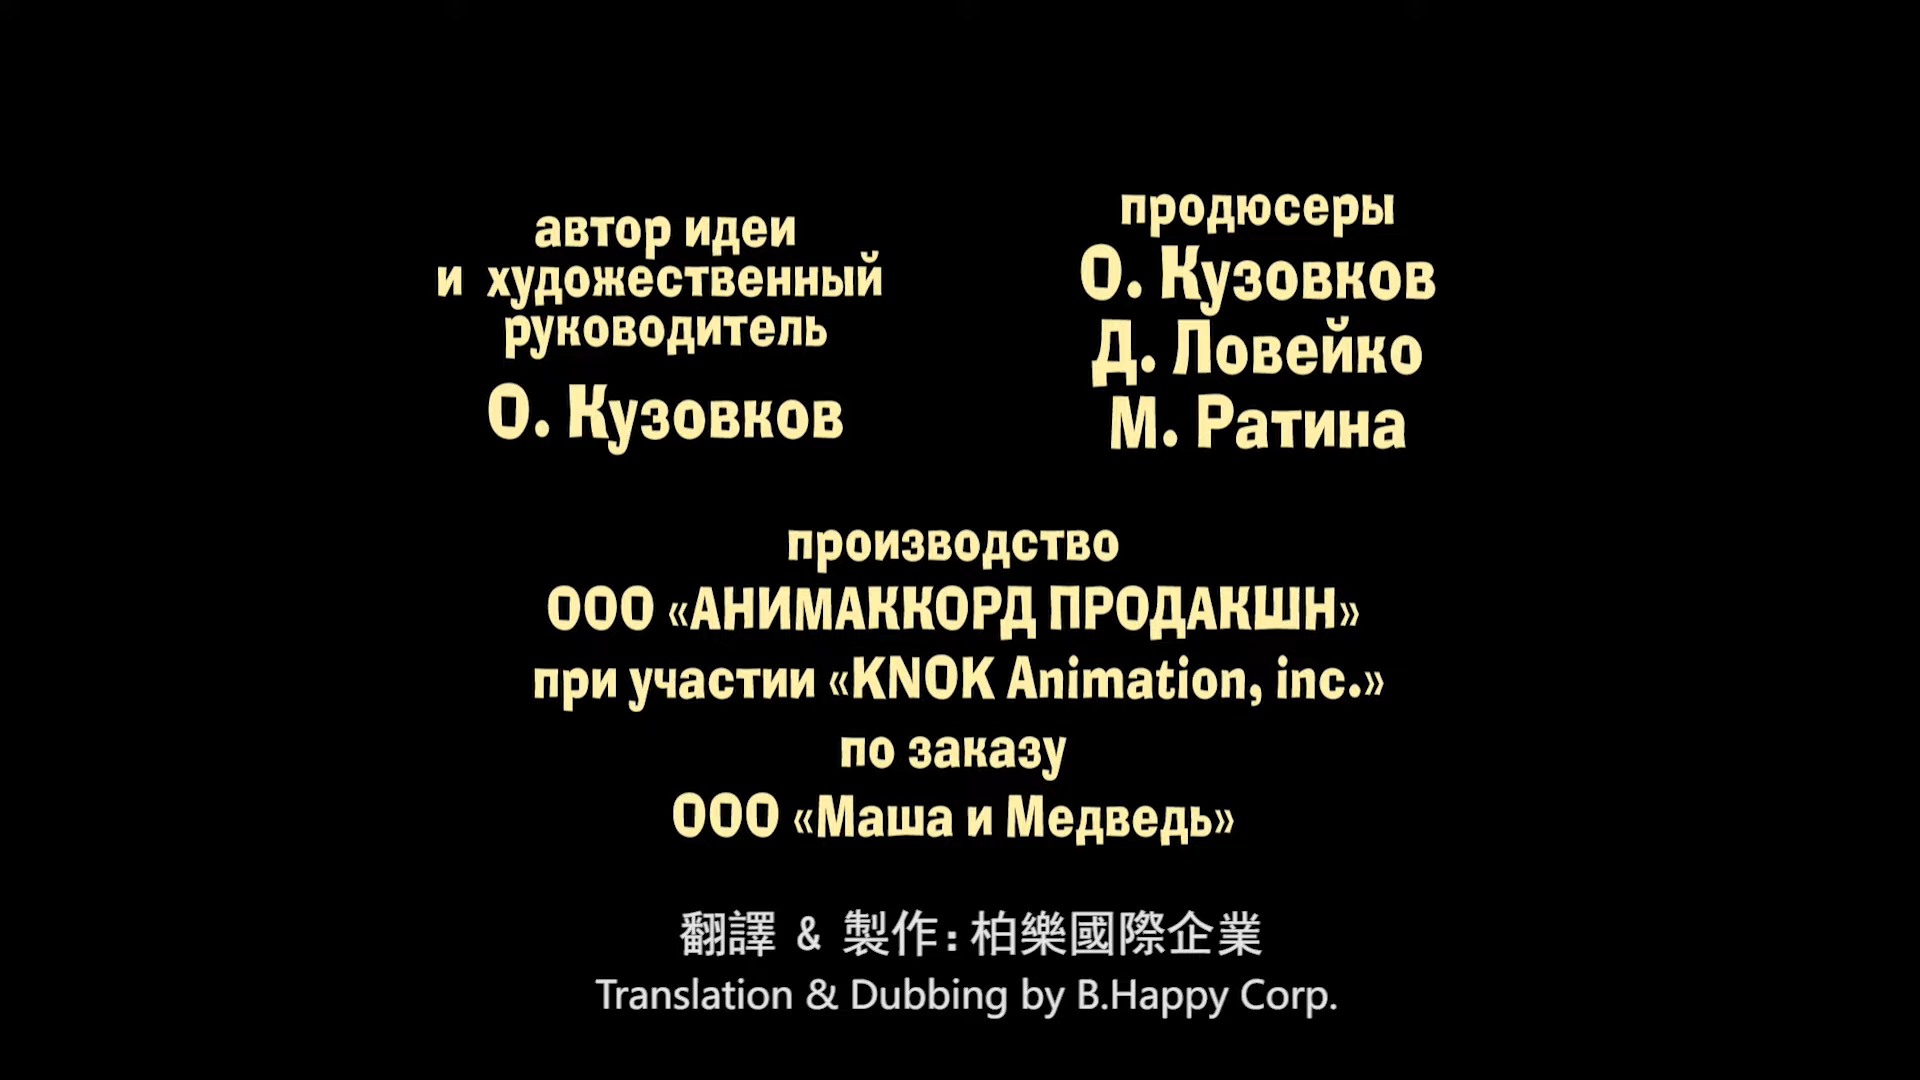 автор идеи
и художественный
руководитель
О. Кузовков
продюсеры
О. Кузовков
Д. Ловейко
М. Ратина
производство
ООО «АНИМАККОРД ПРОДАКШН»
при участии «KNOK Animation, inc.»
по заказу
ООО «Маша и Медведь»
翻譯 & 製作: 柏樂國際企業
Translation & Dubbing by B.Happy Corp.